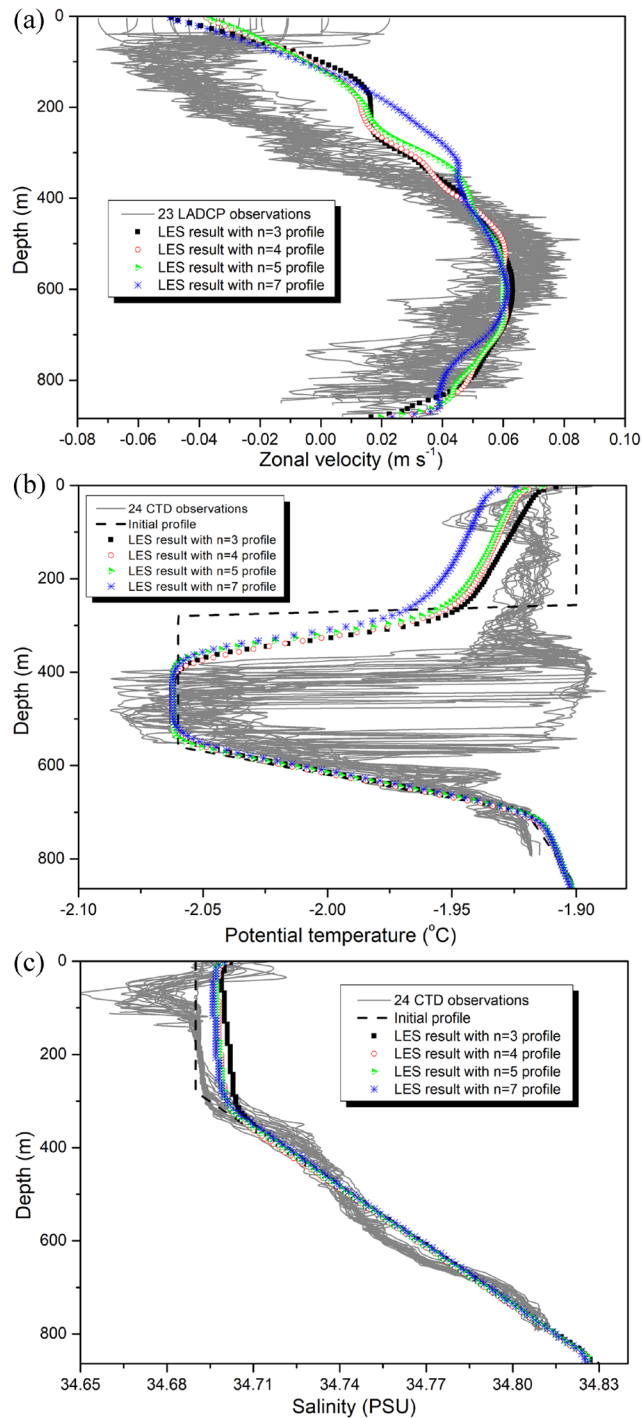 (a)
0
200
400
600
800
Depth (m)
23 LADCP observations
LES result with n=3 profile
LES result with n=4 profile
LES result with n=5 profile
LES result with n=7 profile
-0.08 -0.06 -0.04 -0.02 0.00 0.02 0.04 0.06 0.08 0.10
Zonal velocity (m s-1)
(b)
0
200
400
600
800
Depth (m)
24 CTD observations
Initial profile
LES result with n=3 profile
LES result with n=4 profile
LES result with n=5 profile
LES result with n=7 profile
-2.10 -2.05 -2.00 -1.95 -1.90
Potential temperature (oC)
(c)
0
200
400
600
800
Depth (m)
24 CTD observations
Initial profile
LES result with n=3 profile
LES result with n=4 profile
LES result with n=5 profile
LES result with n=7 profile
34.65 34.68 34.71 34.74 34.77 34.80 34.83
Salinity (PSU)